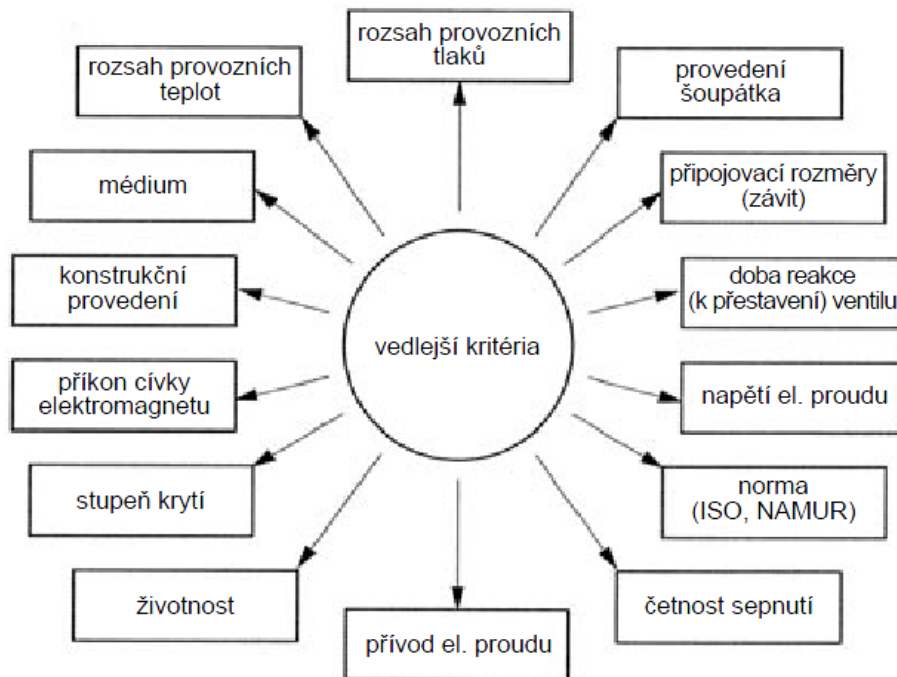 rozsah provozních
tlaků
rozsah provozních
teplot
provedení
šoupátka
médium
připojovací rozměry
(závit)
konstrukční
provedení
doba reakce
(k přestavení) ventilu
vedlejší kritéria
příkon cívky
elektromagnetu
napětí el. proudu
stupeň krytí
norma
(ISO, NAMUR)
životnost
četnost sepnutí
přívod el. proudu